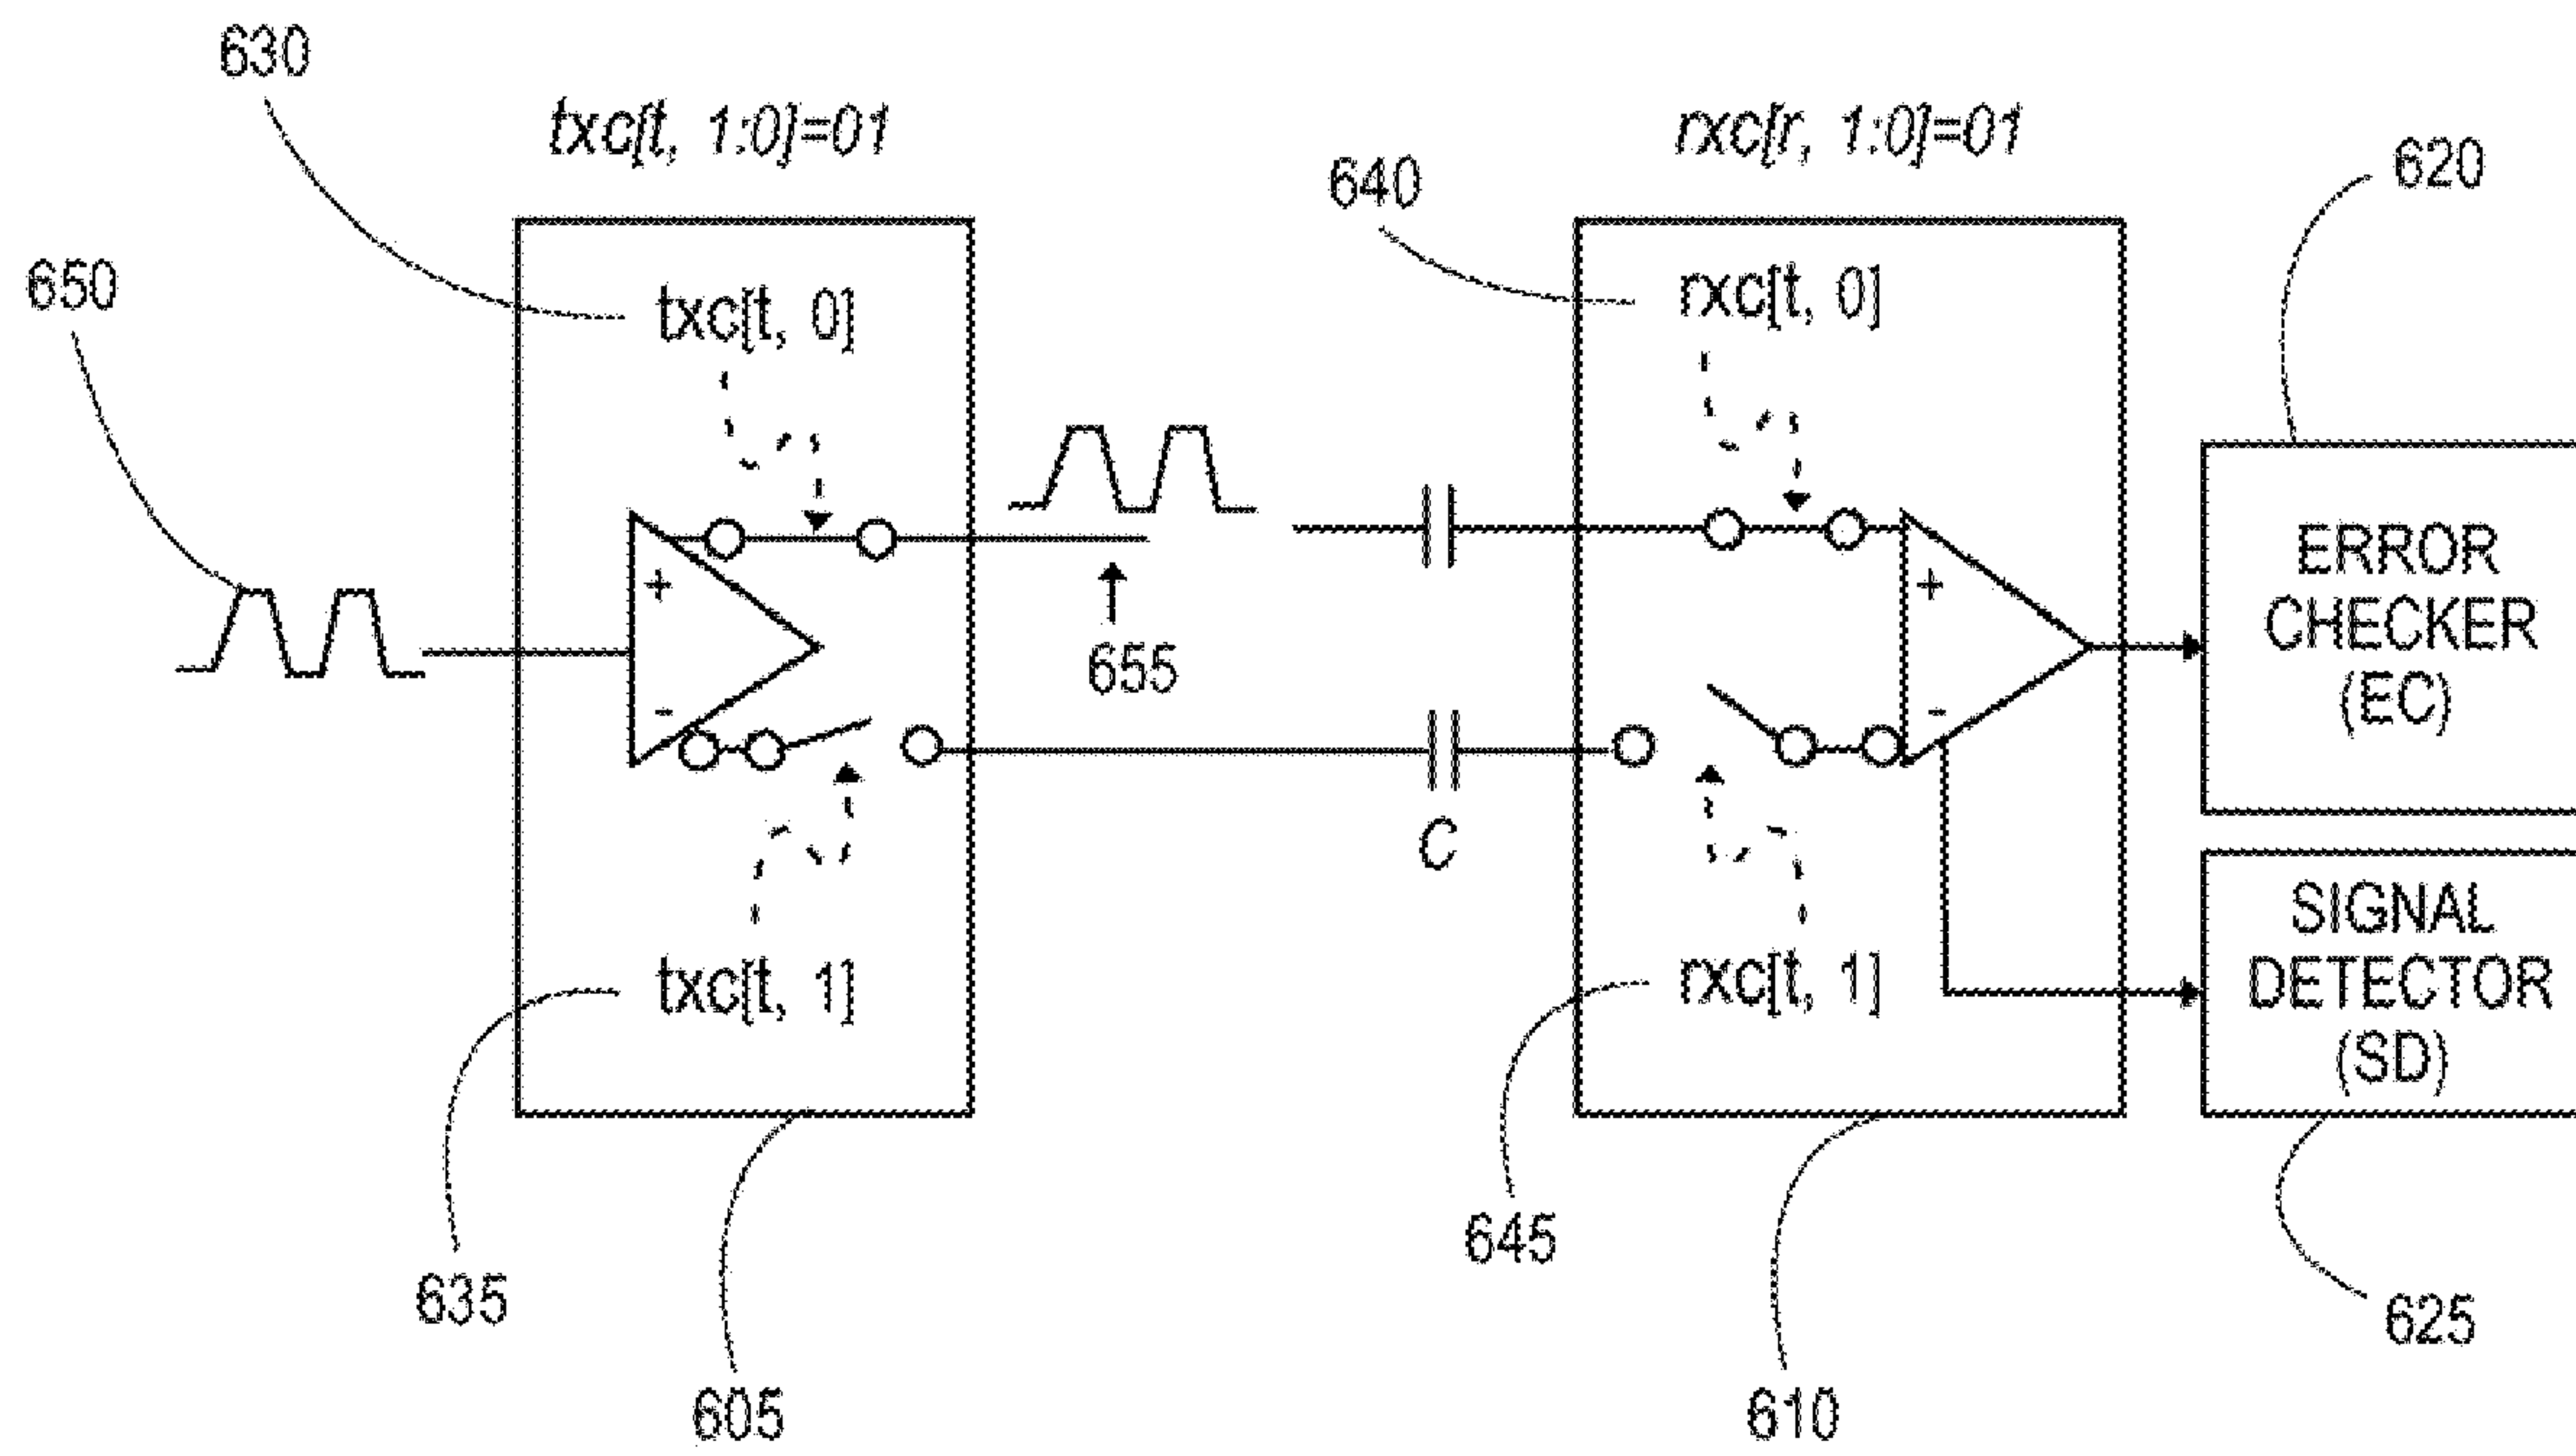 630
txc[t, 1:0]=01
rxc[r, 1:0]=01
640
620
650
txc[t, 0]
rxc[t, 0]
+
-
655
+
-
ERROR
CHECKER
(EC)
C
txc[t, 1]
rxc[t, 1]
SIGNAL
DETECTOR
(SD)
635
645
625
605
610